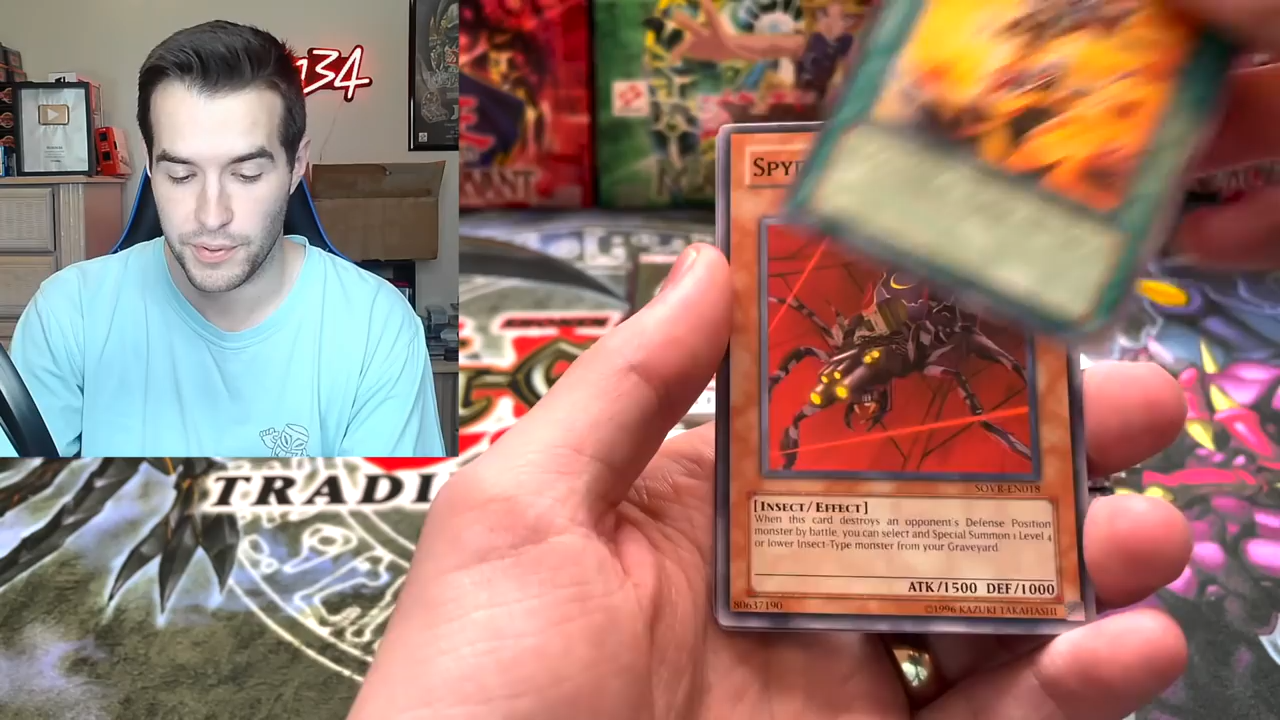 134
SPY
SOVR-EN018
[INSECT/EFFECT]
When this card destroys an opponent's Defense Position
monster by battle, you can select and Special Summon 1 Level 4
or lower Insect-Type monster from your Graveyard.
ATK/1500 DEF/1000
80637190
©1996 KAZUKI TAKAHASHI
TRADI